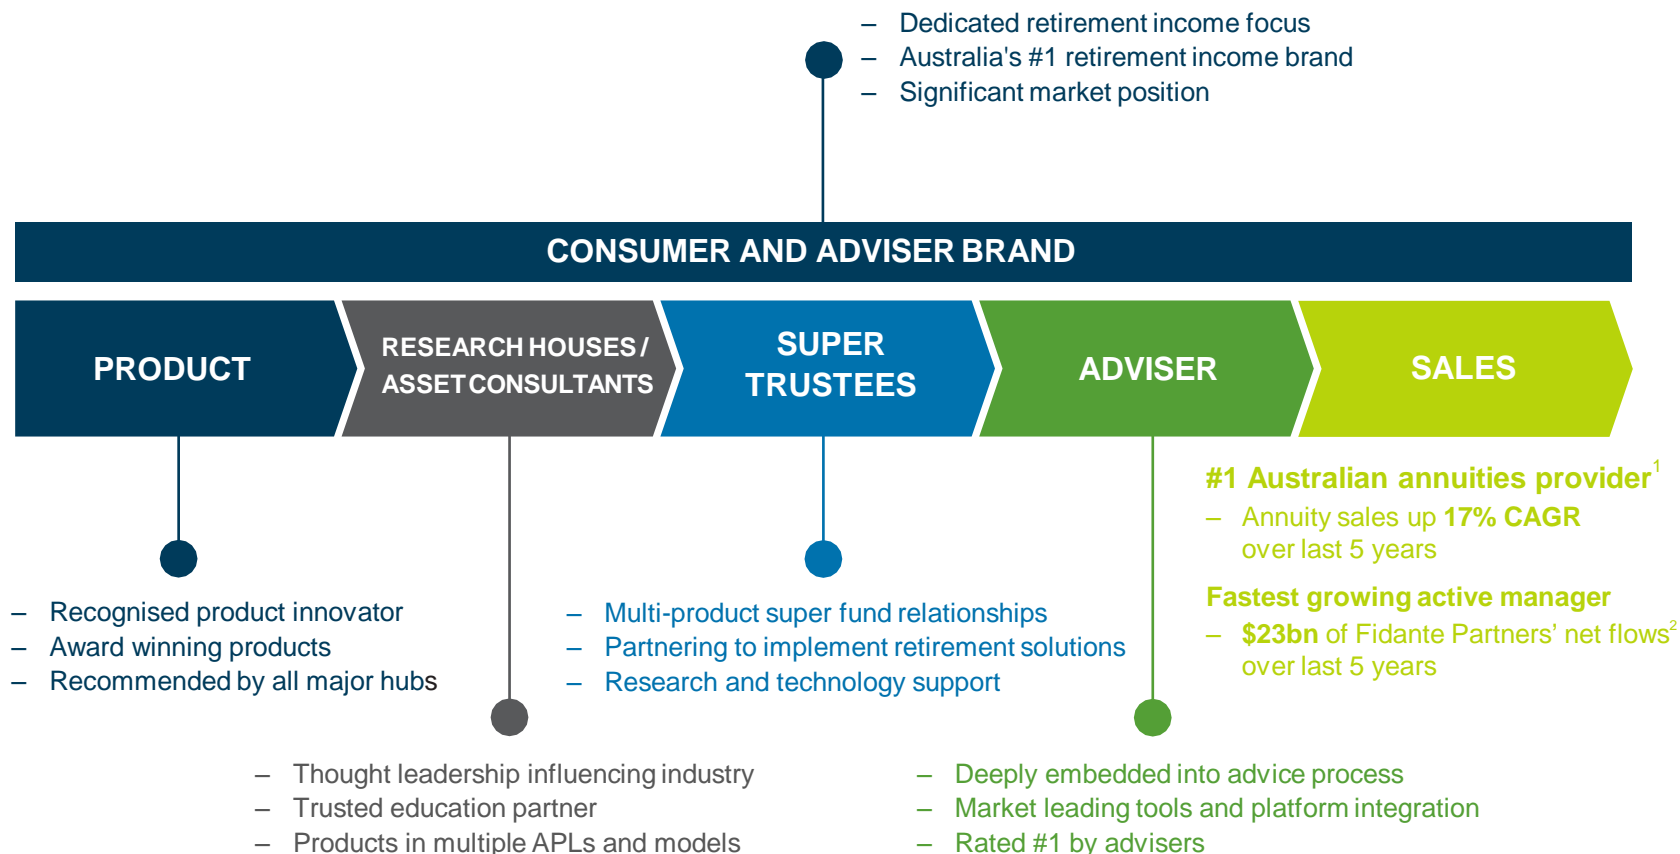 – Dedicated retirement income focus
– Australia's #1 retirement income brand
– Significant market position
CONSUMER AND ADVISER BRAND
PRODUCT
RESEARCH HOUSES /
ASSET CONSULTANTS
SUPER
TRUSTEES
ADVISER
SALES
– Recognised product innovator
– Award winning products
– Recommended by all major hubs
– Thought leadership influencing industry
– Trusted education partner
– Products in multiple APLs and models
– Multi-product super fund relationships
– Partnering to implement retirement solutions
– Research and technology support
– Deeply embedded into advice process
– Market leading tools and platform integration
– Rated #1 by advisers
#1 Australian annuities provider1
– Annuity sales up 17% CAGR
over last 5 years
Fastest growing active manager
– $23bn of Fidante Partners’ net flows2
over last 5 years